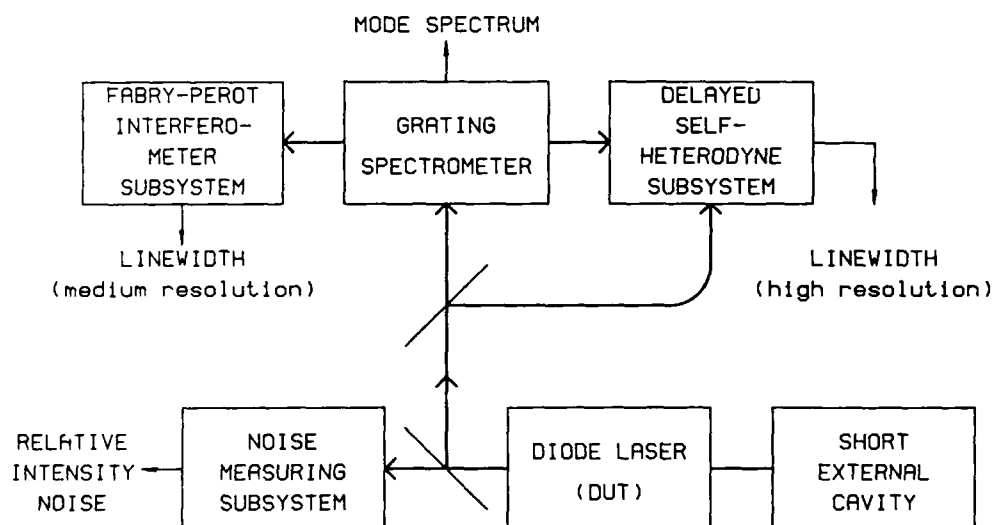 MODE SPECTRUM
FABRY-PEROT
INTERFERO-
METER
SUBSYSTEM
GRATING
SPECTROMETER
DELAYED
SELF-
HETERODYNE
SUBSYSTEM
LINEWIDTH
(medium resolution)
LINEWIDTH
(high resolution)
RELATIVE
INTENSITY
NOISE
NOISE
MEASURING
SUBSYSTEM
DIODE LASER
(DUT)
SHORT
EXTERNAL
CAVITY